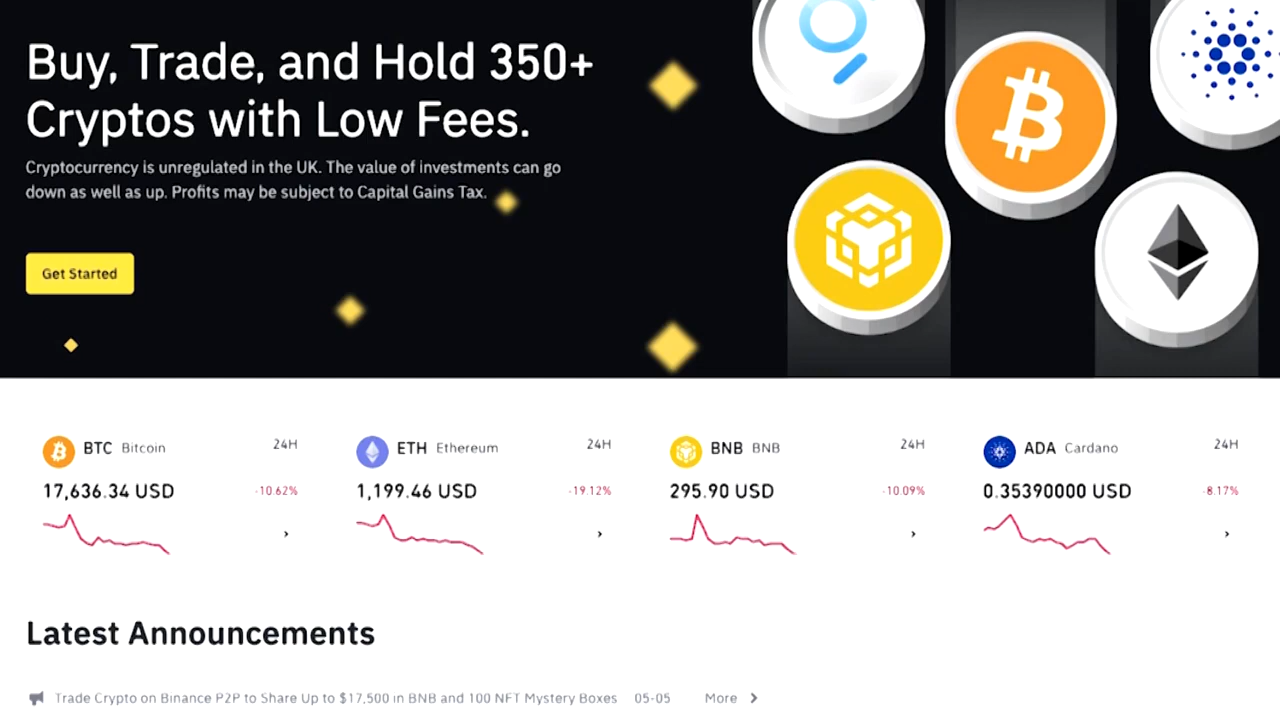 Buy, Trade, and Hold 350+
Cryptos with Low Fees.
Cryptocurrency is unregulated in the UK. The value of investments can go
down as well as up. Profits may be subject to Capital Gains Tax.
Get Started
BTC Bitcoin 24H
17,636.34 USD -10.62%
ETH Ethereum 24H
1,199.46 USD -19.12%
BNB BNB 24H
295.90 USD -10.09%
ADA Cardano 24H
0.35390000 USD -8.17%
Latest Announcements
Trade Crypto on Binance P2P to Share Up to $17,500 in BNB and 100 NFT Mystery Boxes 05-05 More